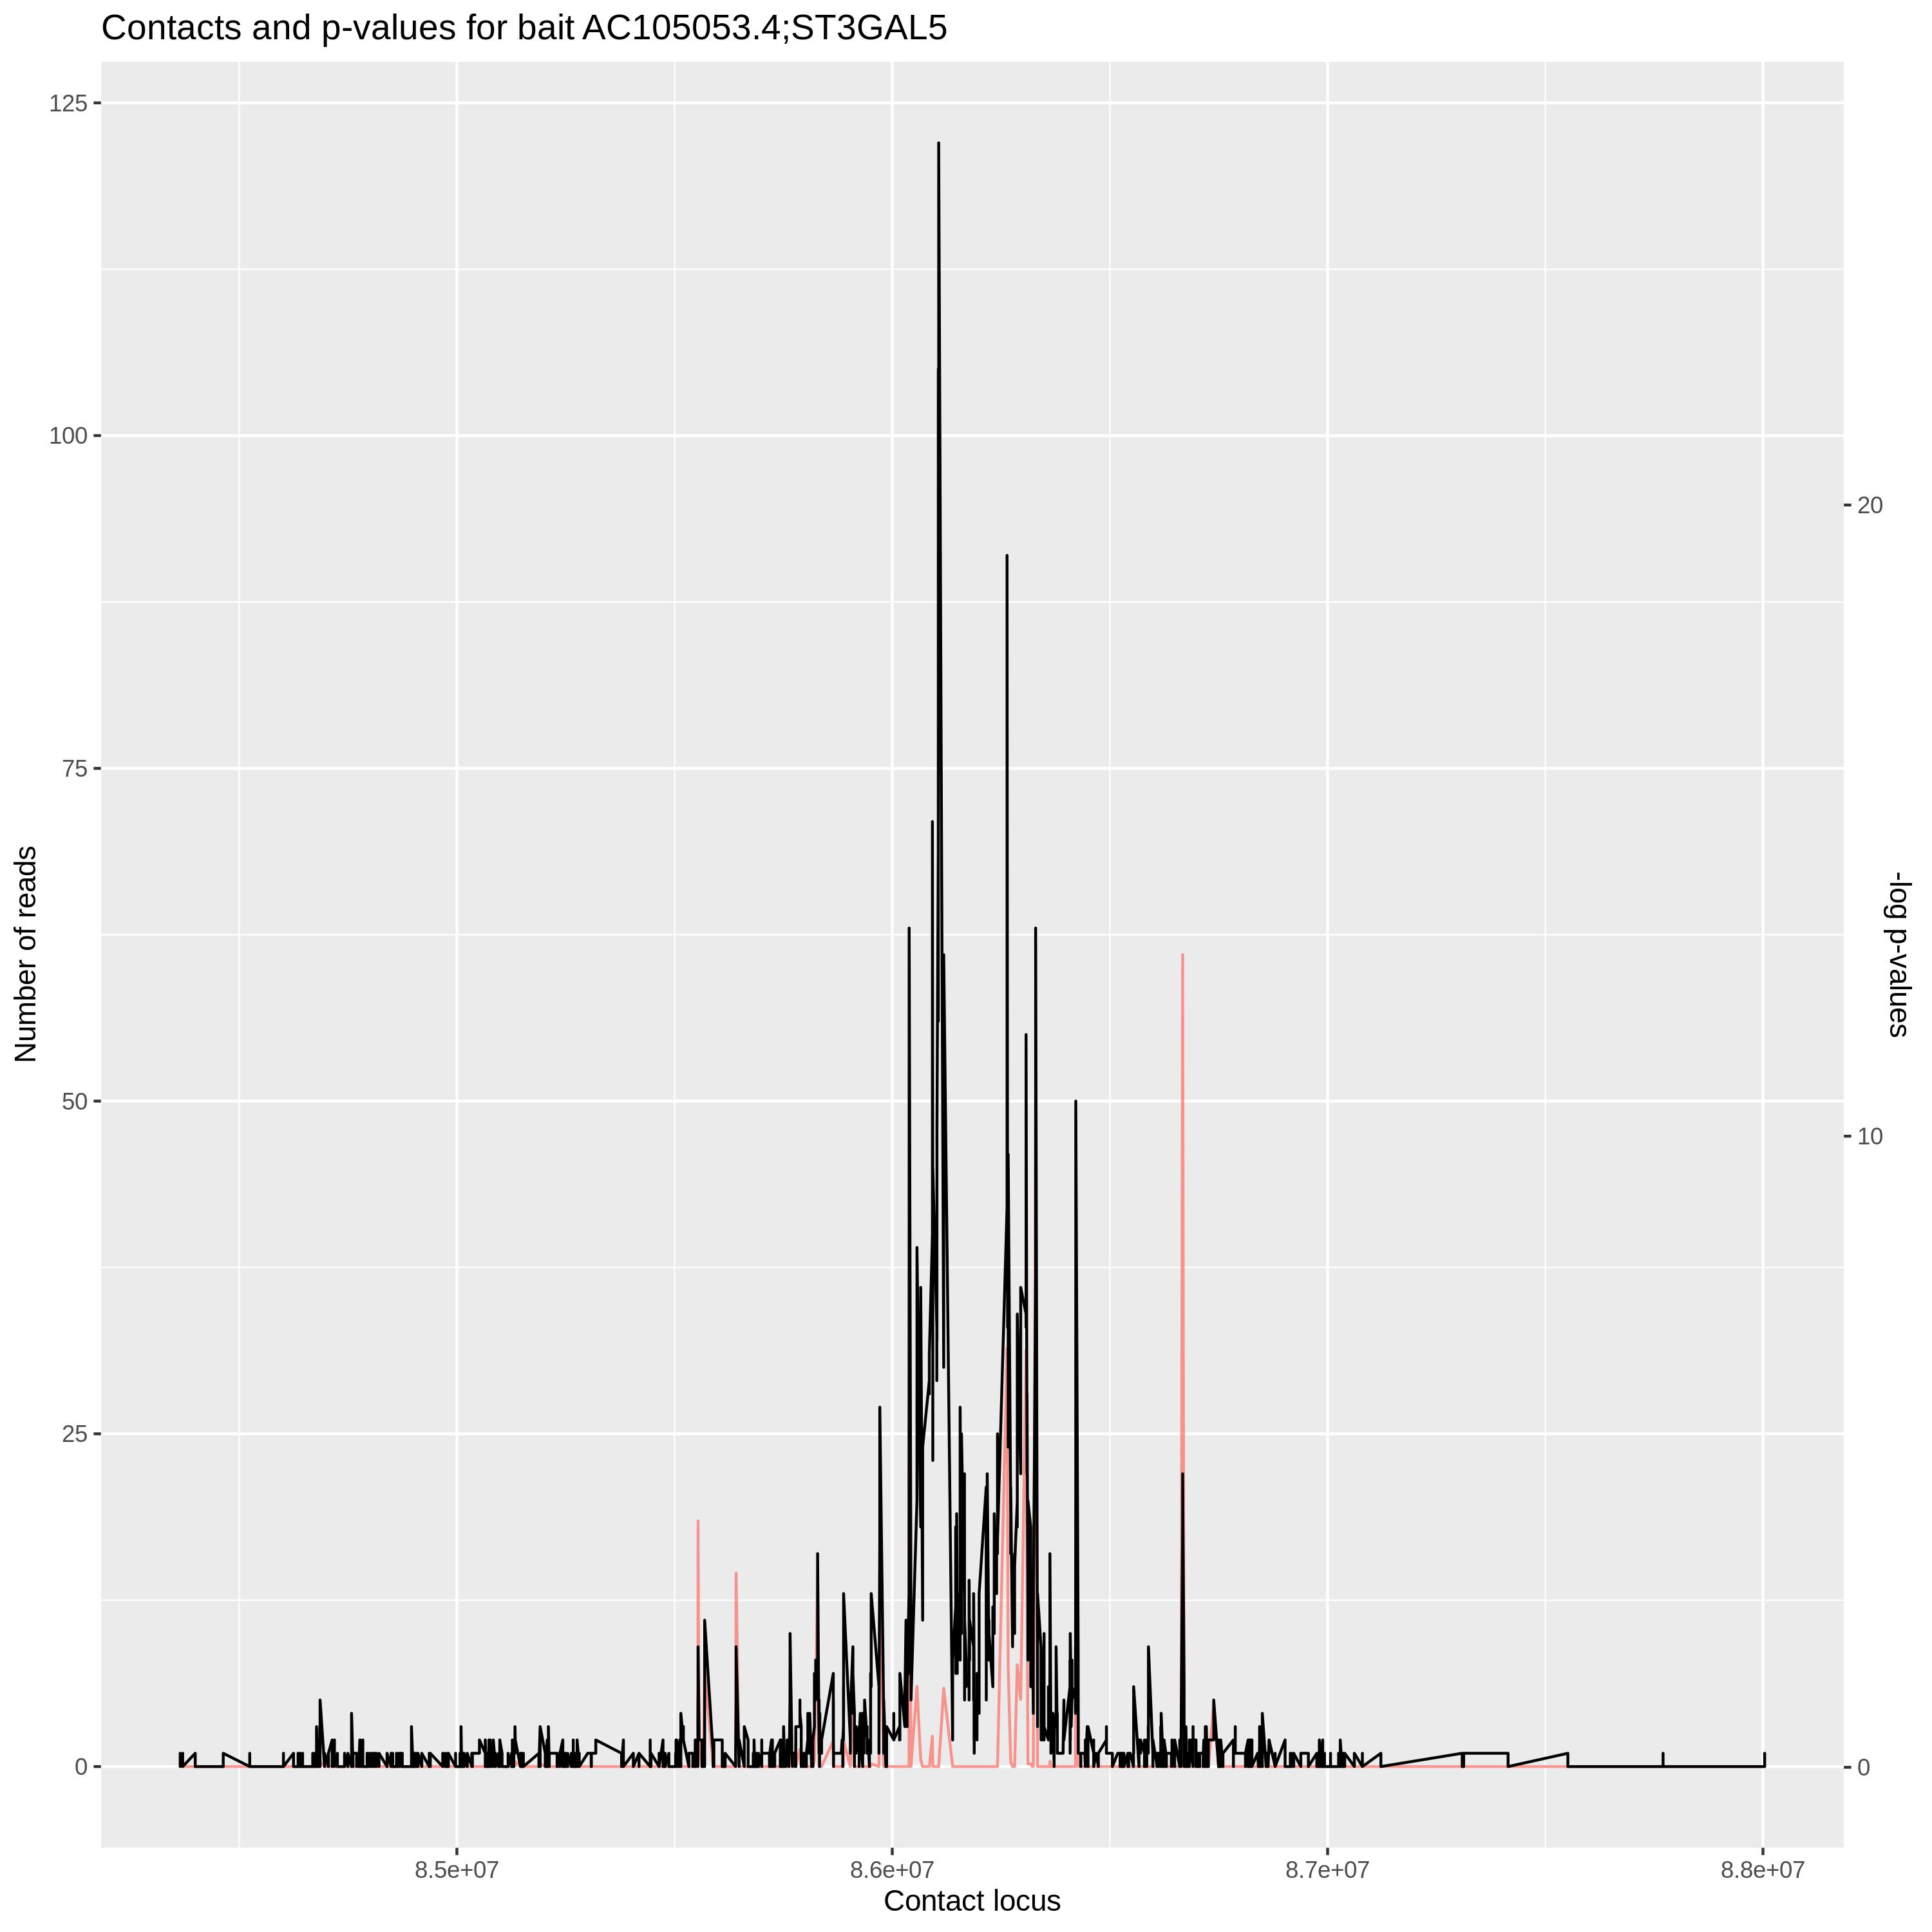 Contacts and p-values for bait AC105053.4;ST3GAL5
125
100
75
50
25
0
Number of reads
20
10
0
-log p-values
8.5e+07
8.6e+07
8.7e+07
8.8e+07
Contact locus